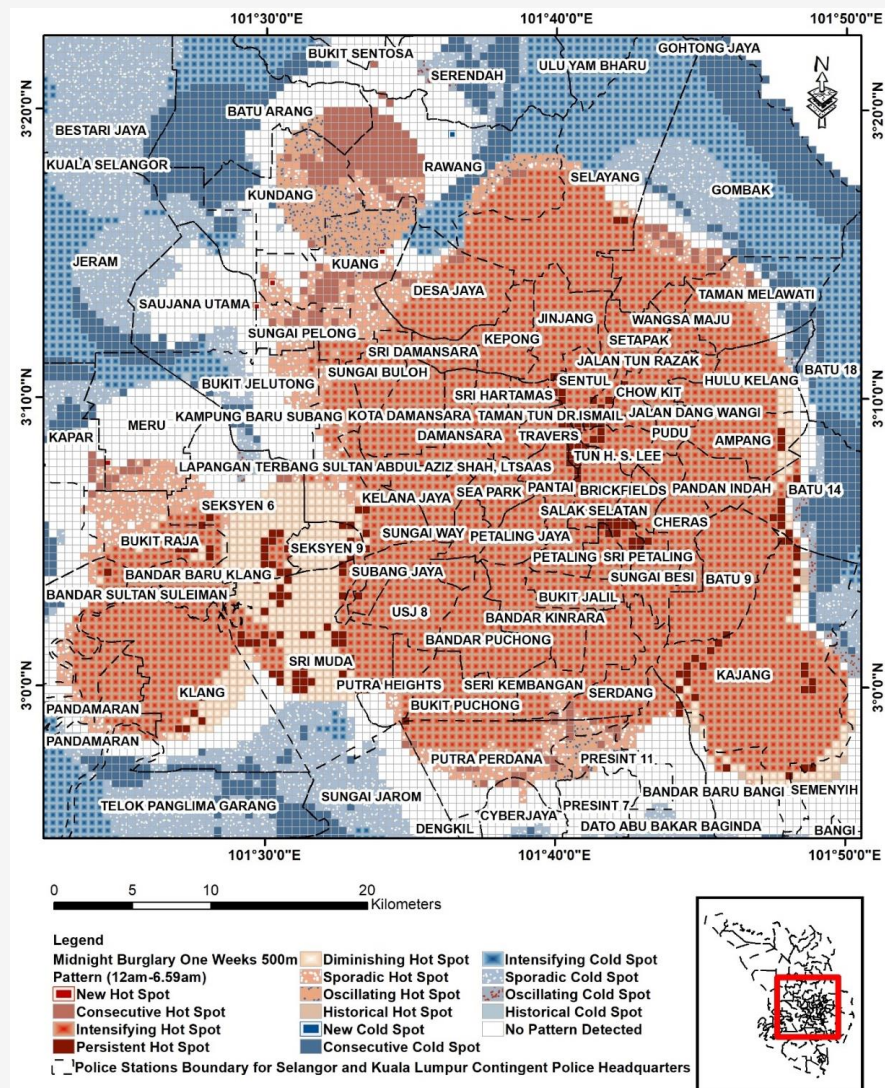 101°30'0"E 101°40'0"E 101°50'0"E
BUKIT SENTOSA
GOHTONG JAYA
N
SERENDAH
ULU YAM BHARU
3°20'0"N 3°20'0"N
BATU ARANG
BESTARI JAYA
KUALA SELANGOR
RAWANG
SELAYANG
KUNDANG
GOMBAK
JERAM
KUANG
DESA JAYA
TAMAN MELAWATI
SAUJANA UTAMA
JINJANG
WANGSA MAJU
SUNGAI PELONG
KEPONG
SETAPAK
SRI DAMANSARA
JALAN TUN RAZAK
SUNGAI BULOH
BATU 18
BUKIT JELUTONG
SENTUL
HULU KELANG
3°10'0"N 3°10'0"N
SRI HARTAMAS
CHOW KIT
MERU
KAMPUNG BARU SUBANG
KOTA DAMANSARA
TAMAN TUN DR.ISMAIL
JALAN DANG WANGI
KAPAR
DAMANSARA
TRAVERS
PUDU
AMPANG
TUN H. S. LEE
LAPANGAN TERBANG SULTAN ABDUL AZIZ SHAH, LTSAAS
PANTAI
BRICKFIELDS
PANDAN INDAH
BATU 14
KELANA JAYA
SEA PARK
SEKSYEN 6
SALAK SELATAN
CHERAS
SUNGAI WAY
PETALING JAYA
BUKIT RAJA
SEKSYEN 9
PETALING
SRI PETALING
BANDAR BARU KLANG
SUBANG JAYA
SUNGAI BESI
BATU 9
BANDAR SULTAN SULEIMAN
BUKIT JALIL
USJ 8
BANDAR KINRARA
BANDAR PUCHONG
SRI MUDA
KAJANG
3°0'0"N 3°0'0"N
KLANG
PUTRA HEIGHTS
SERI KEMBANGAN
SERDANG
PANDAMARAN
BUKIT PUCHONG
PANDAMARAN
PUTRA PERDANA
PRESINT 11
BANDAR BARU BANGI
SEMENYIH
TELOK PANGLIMA GARANG
SUNGAI JAROM
CYBERJAYA
PRESINT 7
DENGKIL
DATO ABU BAKAR BAGINDA
BANGI
101°30'0"E 101°40'0"E 101°50'0"E
0 5 10 20
Kilometers
Legend
Midnight Burglary One Weeks 500m
Pattern (12am-6.59am)
New Hot Spot
Consecutive Hot Spot
Intensifying Hot Spot
Persistent Hot Spot
Diminishing Hot Spot
Sporadic Hot Spot
Oscillating Hot Spot
Historical Hot Spot
New Cold Spot
Consecutive Cold Spot
Intensifying Cold Spot
Sporadic Cold Spot
Oscillating Cold Spot
Historical Cold Spot
No Pattern Detected
Police Stations Boundary for Selangor and Kuala Lumpur Contingent Police Headquarters